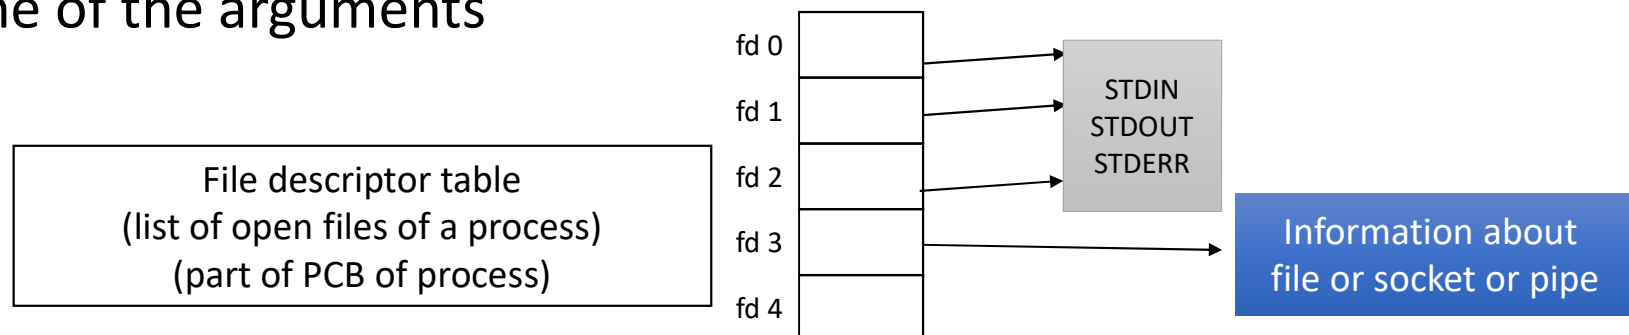 ne of the arguments
fd 0
fd 1
fd 2
fd 3
fd 4
STDIN
STDOUT
STDERR
File descriptor table
(list of open files of a process)
(part of PCB of process)
Information about
file or socket or pipe